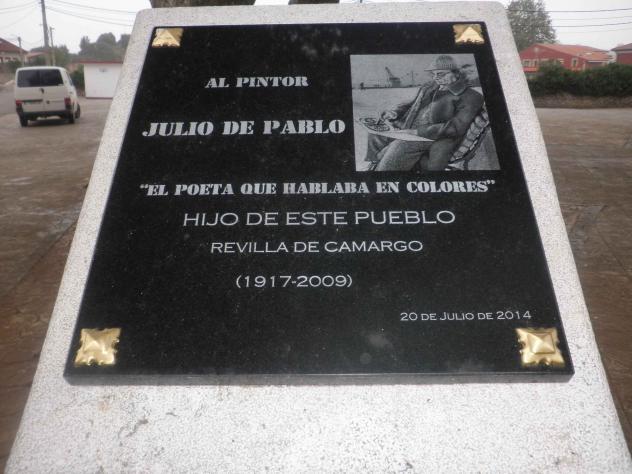 AL PINTOR
JULIO DE PABLO
"EL POETA QUE HABLABA EN COLORES"
HIJO DE ESTE PUEBLO
REVILLA DE CAMARGO
(1917-2009)
20 DE JULIO DE 2014